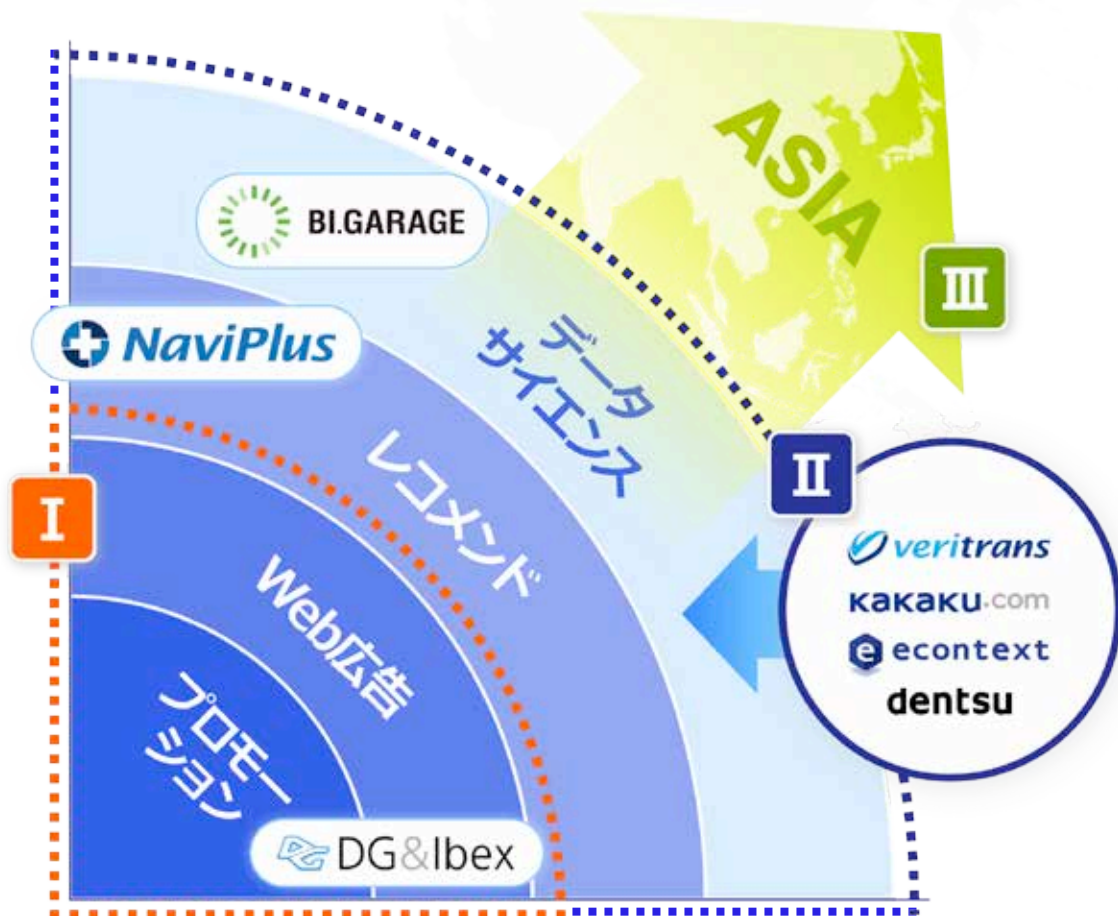 ASIA
BI.GARAGE
III
NaviPlus
データ
サイエンス
レコメンド
II
I
veritrans
Web広告
kakaku.com
e econtext
dentsu
プロモー
ション
DG DG&Ibex